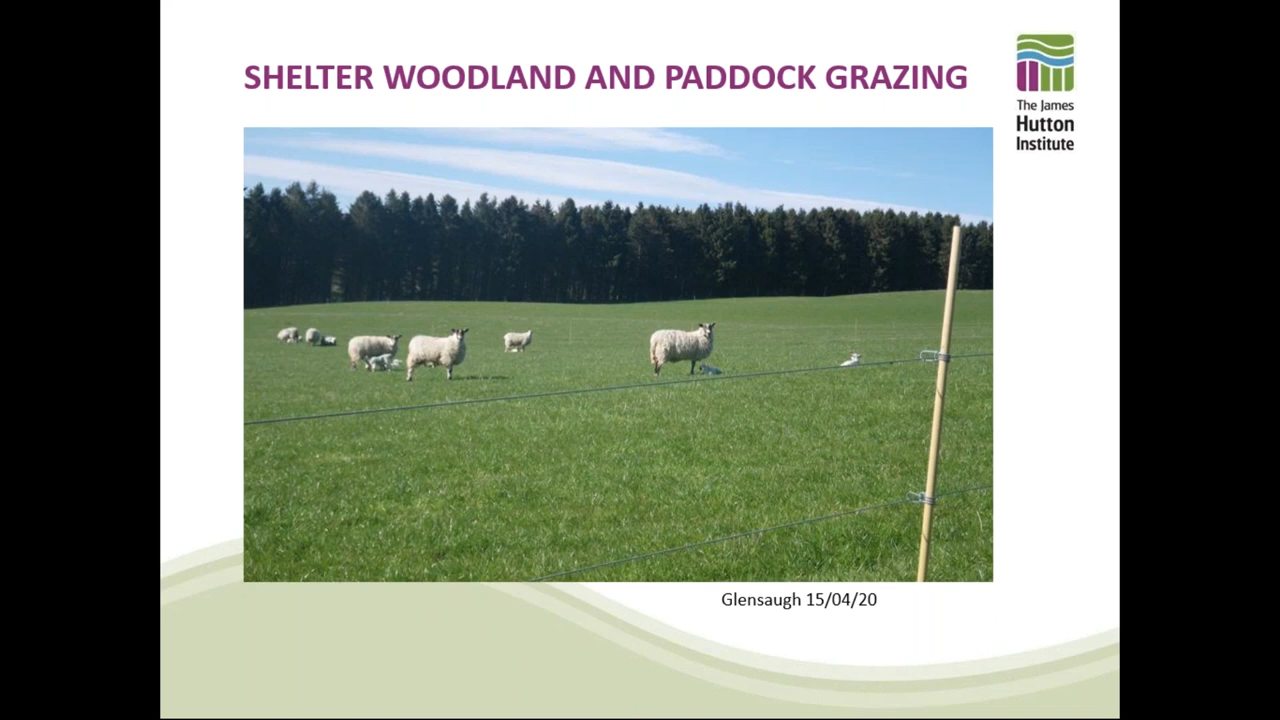 SHELTER WOODLAND AND PADDOCK GRAZING
The James
Hutton
Institute
Glensaugh 15/04/20